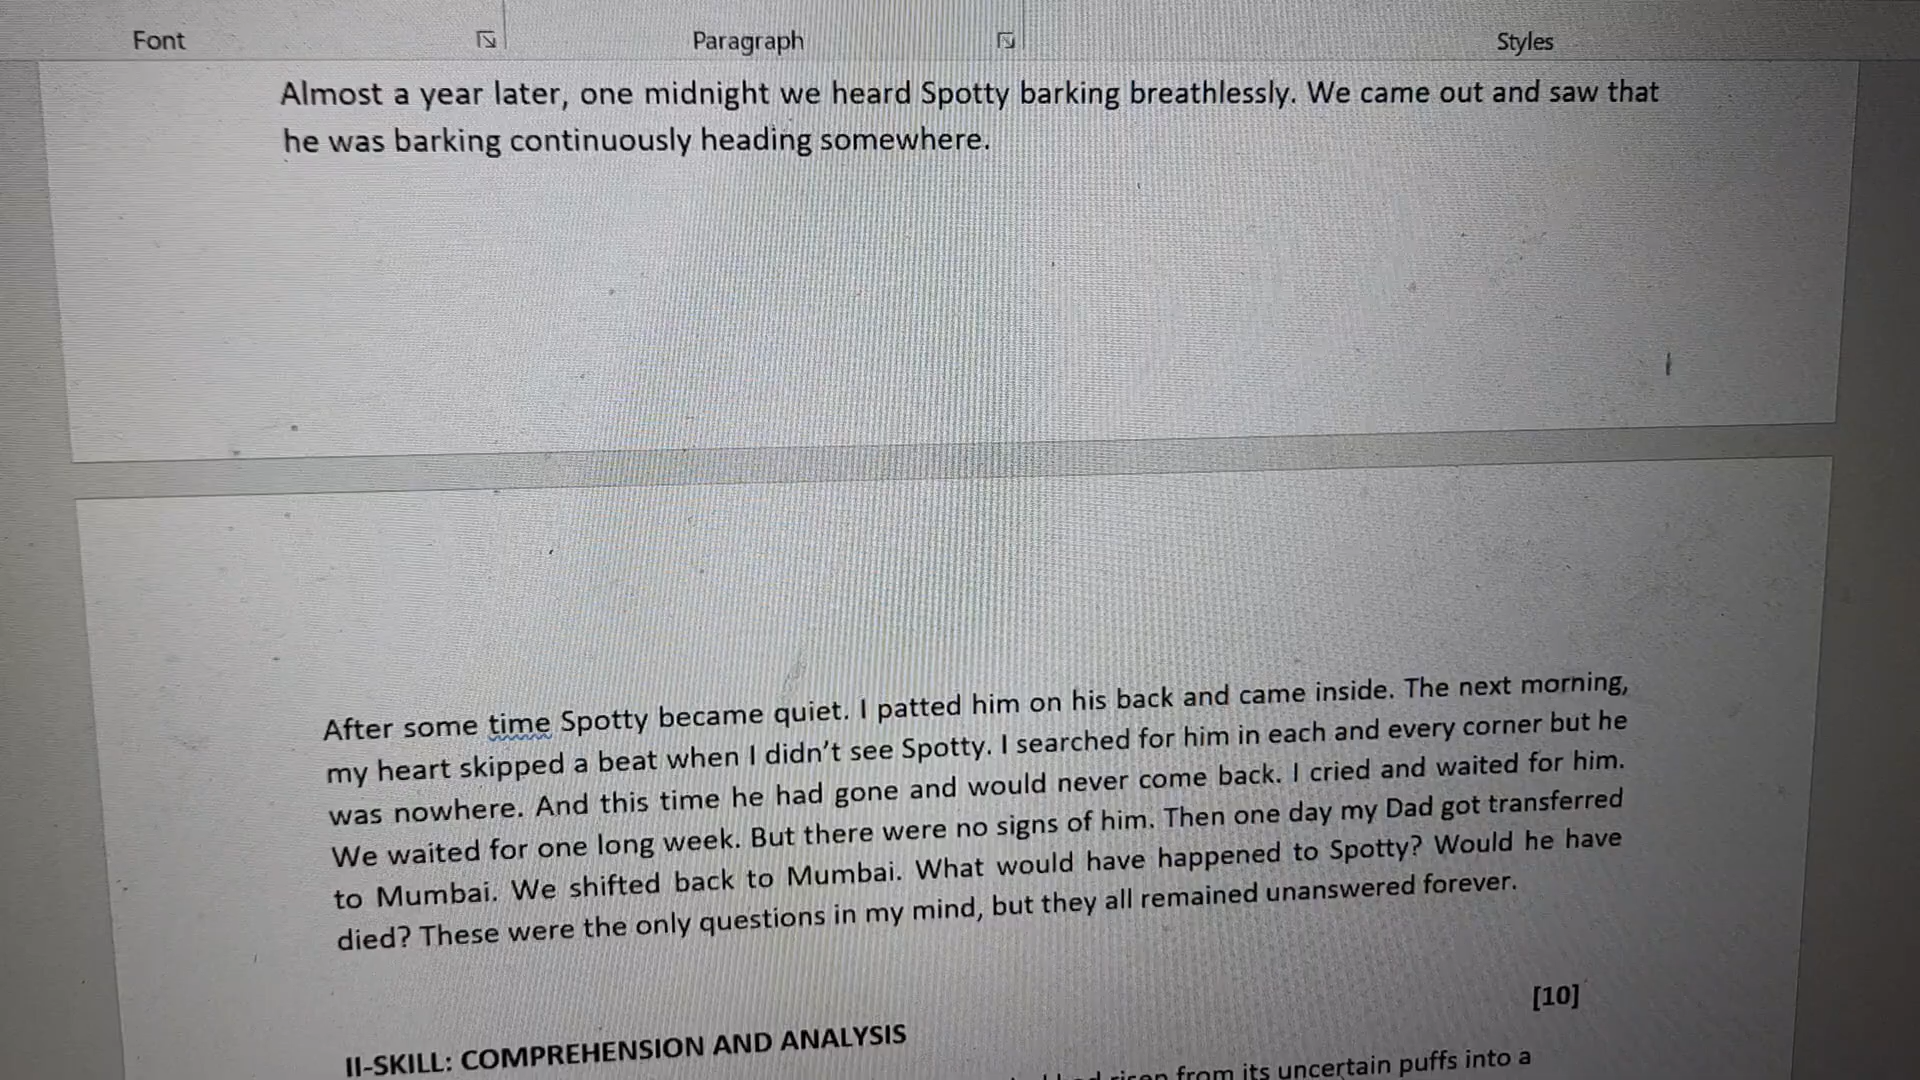 Font
Paragraph
Styles
Almost a year later, one midnight we heard Spotty barking breathlessly. We came out and saw that
he was barking continuously heading somewhere.
After some time Spotty became quiet. I patted him on his back and came inside. The next morning,
my heart skipped a beat when I didn't see Spotty. I searched for him in each and every corner but he
was nowhere. And this time he had gone and would never come back. I cried and waited for him.
We waited for one long week. But there were no signs of him. Then one day my Dad got transferred
to Mumbai. We shifted back to Mumbai. What would have happened to Spotty? Would he have
died? These were the only questions in my mind, but they all remained unanswered forever.
[10]
II-SKILL: COMPREHENSION AND ANALYSIS
risen from its uncertain puffs into a